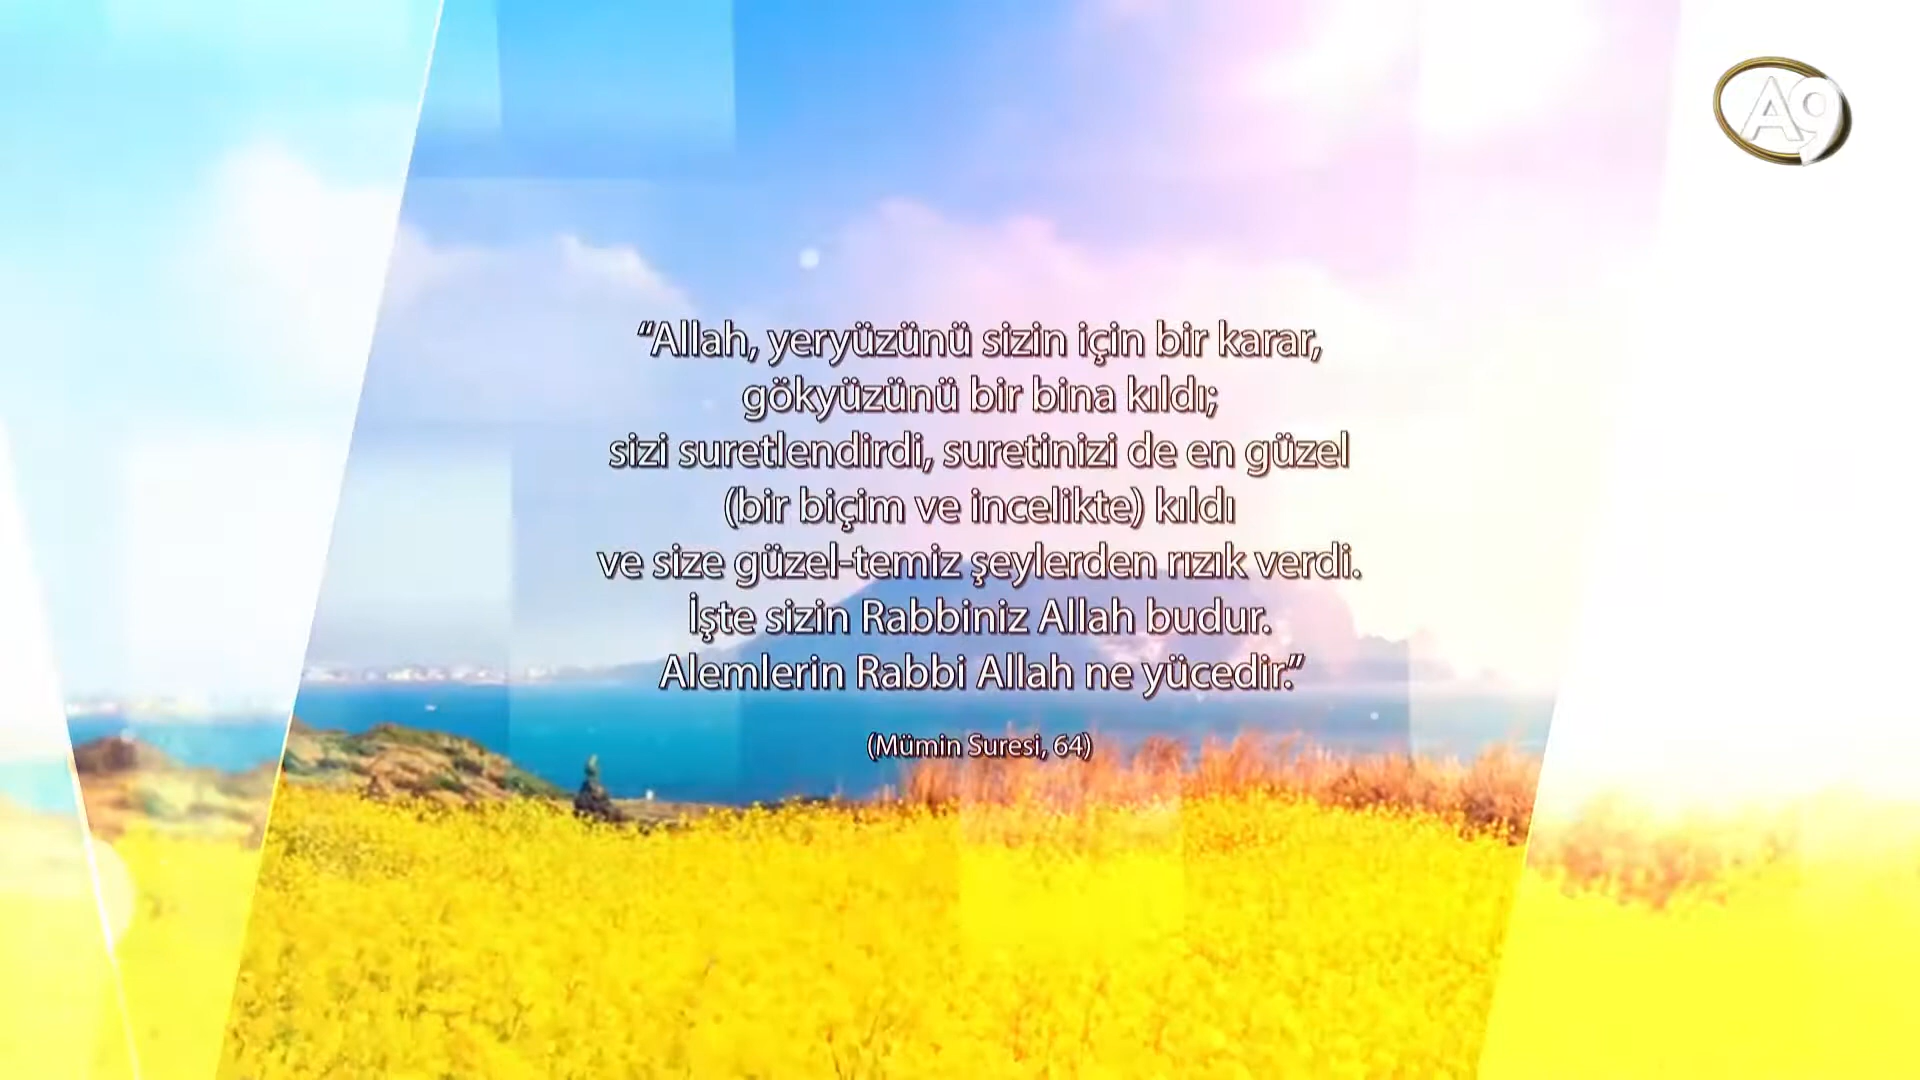 A9
“Allah, yeryüzünü sizin için bir karar,
gökyüzünü bir bina kıldı;
sizi suretlendirdi, suretinizi de en güzel
(bir biçim ve incelikte) kıldı
ve size güzel-temiz şeylerden rızık verdi.
İşte sizin Rabbiniz Allah budur.
Alemlerin Rabbi Allah ne yücedir.”
(Mümin Suresi, 64)